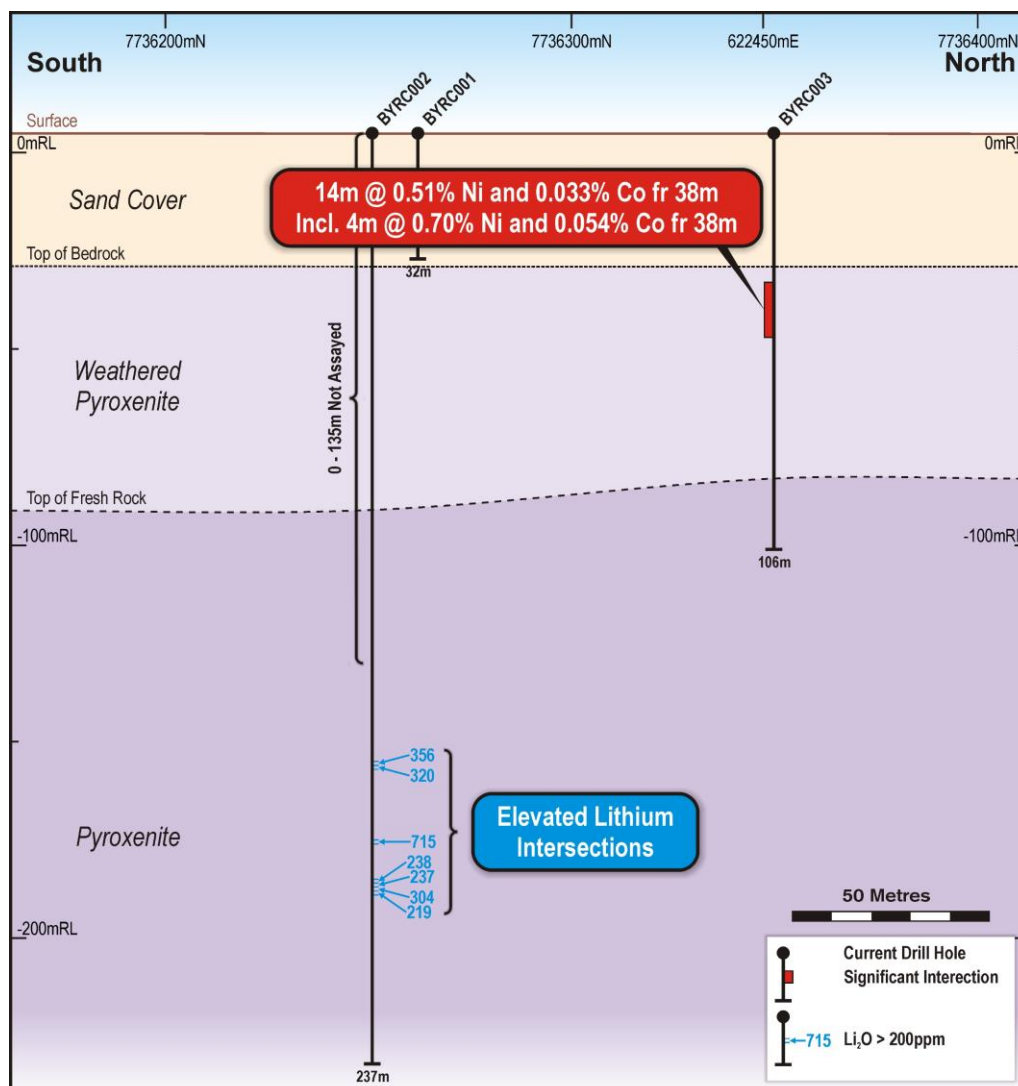 7736200mN
7736300mN
622450mE
7736400mN
South
North
BYRC002
BYRC001
BYRC003
Surface
0mRL
0mRL
Sand Cover
14m @ 0.51% Ni and 0.033% Co fr 38m
Incl. 4m @ 0.70% Ni and 0.054% Co fr 38m
Top of Bedrock
32m
Weathered
Pyroxenite
0 - 135m Not Assayed
Top of Fresh Rock
-100mRL
-100mRL
106m
356
320
Pyroxenite
715
238
237
304
219
Elevated Lithium
Intersections
-200mRL
50 Metres
Current Drill Hole
Significant Interection
715
Li₂O > 200ppm
237m